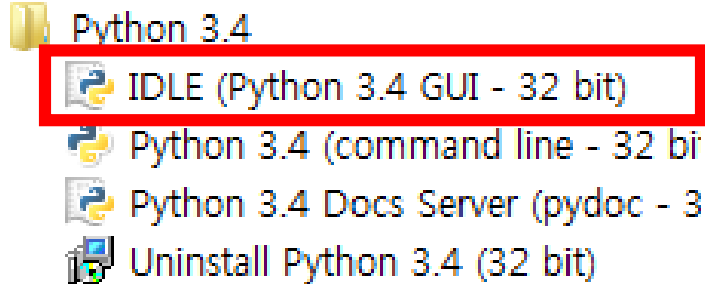 Python 3.4
IDLE (Python 3.4 GUI - 32 bit)
Python 3.4 (command line - 32 bi
Python 3.4 Docs Server (pydoc - 3
Uninstall Python 3.4 (32 bit)